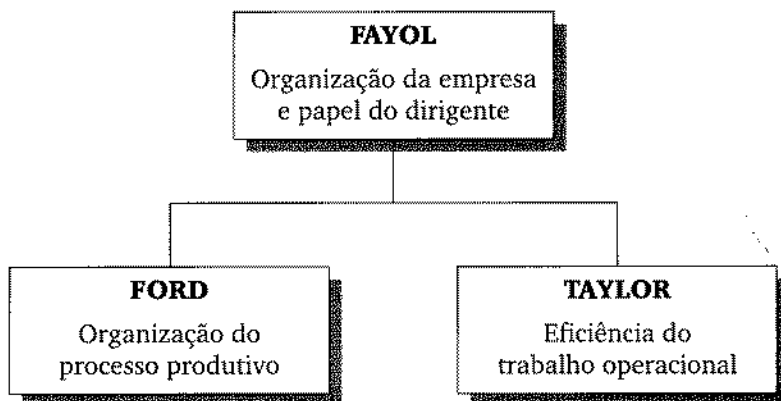 FAYOL
Organização da empresa
e papel do dirigente
FORD
Organização do
processo produtivo
TAYLOR
Eficiência do
trabalho operacional